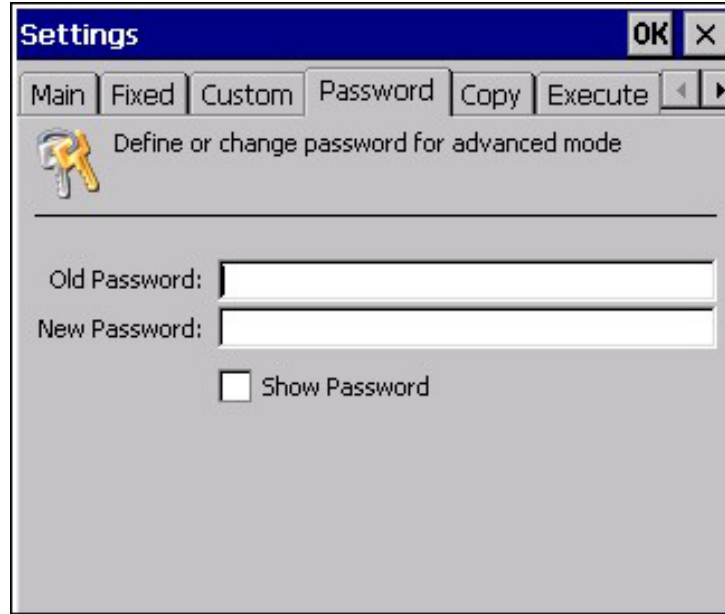 Settings OK ×
Main Fixed Custom Password Copy Execute
Define or change password for advanced mode
Old Password:
New Password:
Show Password